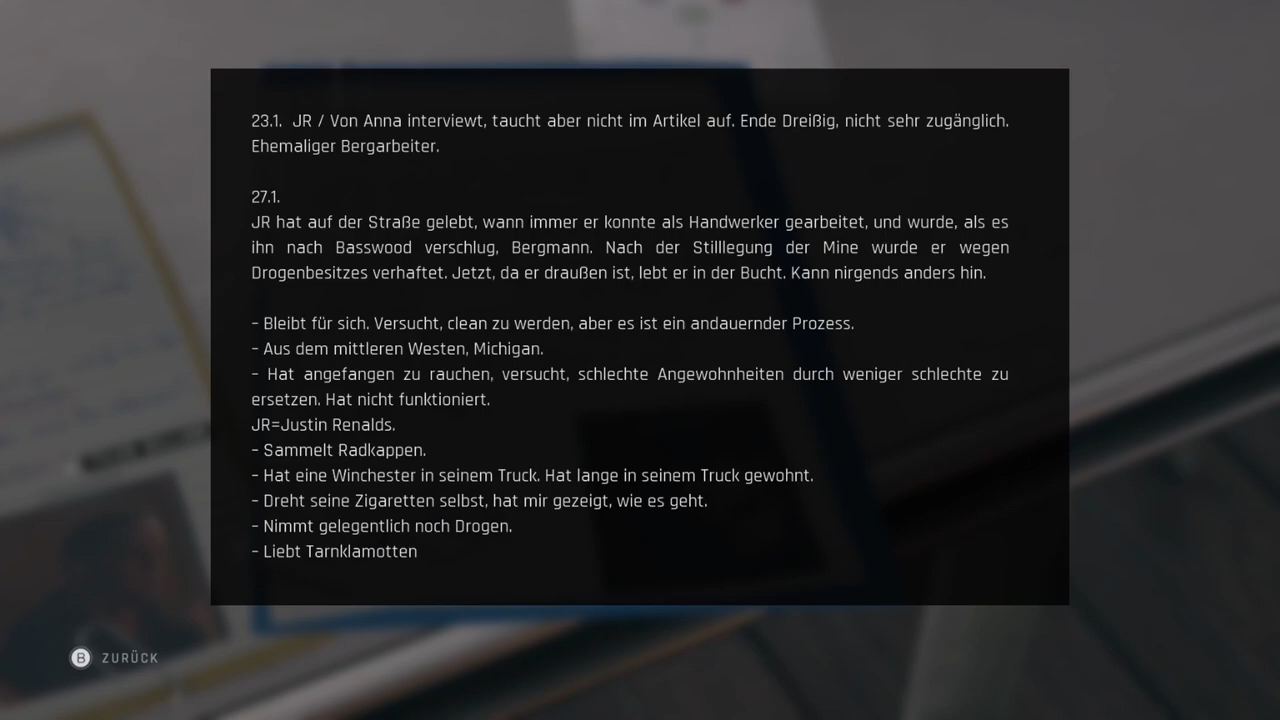 23.1. JR / Von Anna interviewt, taucht aber nicht im Artikel auf. Ende Dreißig, nicht sehr zugänglich.
Ehemaliger Bergarbeiter.
27.1.
JR hat auf der Straße gelebt, wann immer er konnte als Handwerker gearbeitet, und wurde, als es
ihn nach Basswood verschlug, Bergmann. Nach der Stilllegung der Mine wurde er wegen
Drogenbesitzes verhaftet. Jetzt, da er draußen ist, lebt er in der Bucht. Kann nirgends anders hin.
- Bleibt für sich. Versucht, clean zu werden, aber es ist ein andauernder Prozess.
- Aus dem mittleren Westen, Michigan.
- Hat angefangen zu rauchen, versucht, schlechte Angewohnheiten durch weniger schlechte zu
ersetzen. Hat nicht funktioniert.
JR=Justin Renalds.
- Sammelt Radkappen.
- Hat eine Winchester in seinem Truck. Hat lange in seinem Truck gewohnt.
- Dreht seine Zigaretten selbst, hat mir gezeigt, wie es geht.
- Nimmt gelegentlich noch Drogen.
- Liebt Tarnklamotten
B ZURÜCK